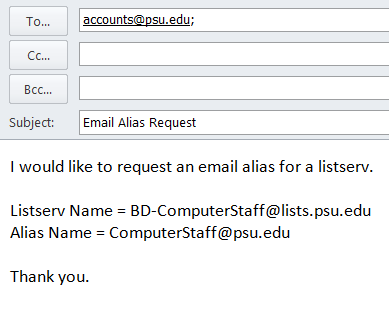 To...
accounts@psu.edu;
Cc...
Bcc...
Subject:
Email Alias Request
I would like to request an email alias for a listserv.
Listserv Name = BD-ComputerStaff@lists.psu.edu
Alias Name = ComputerStaff@psu.edu
Thank you.